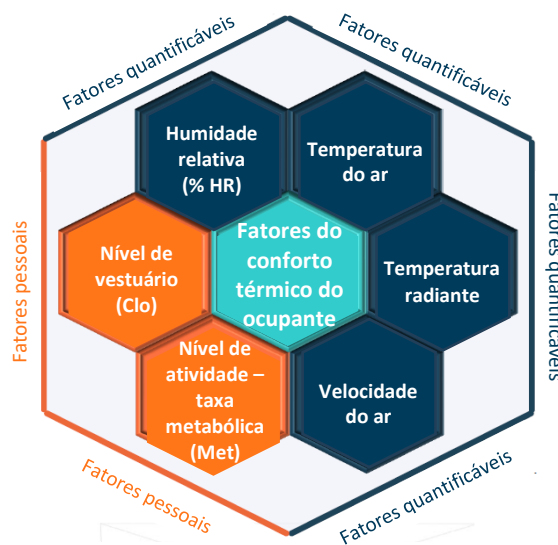 Fatores quantificáveis
Fatores quantificáveis
Humidade
relativa
(% HR)
Temperatura
do ar
Fatores pessoais
Nível de
vestuário
(Clo)
Fatores do
conforto
térmico do
ocupante
Temperatura
radiante
Fatores quantificáveis
Nível de
atividade –
taxa
metabólica
(Met)
Velocidade
do ar
Fatores pessoais
Fatores quantificáveis